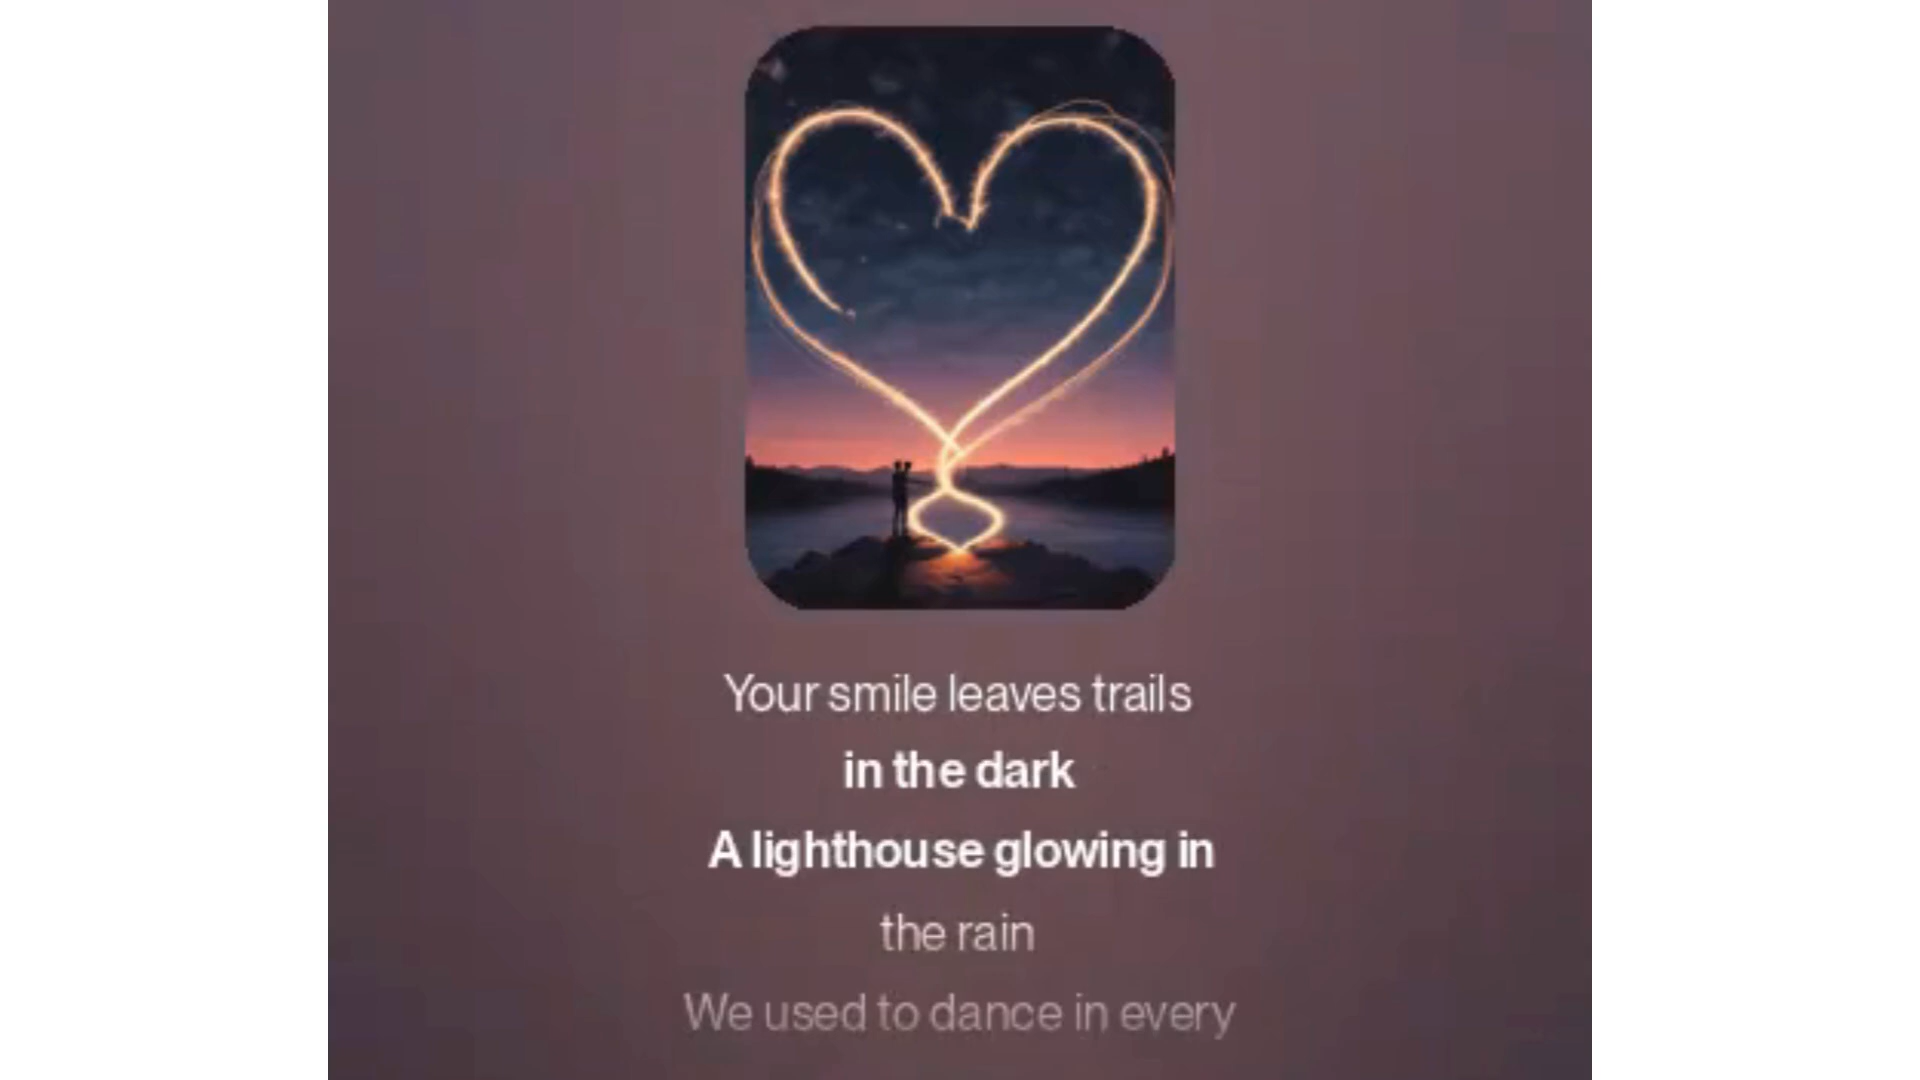 Your smile leaves trails
in the dark
A lighthouse glowing in
the rain
We used to dance in every